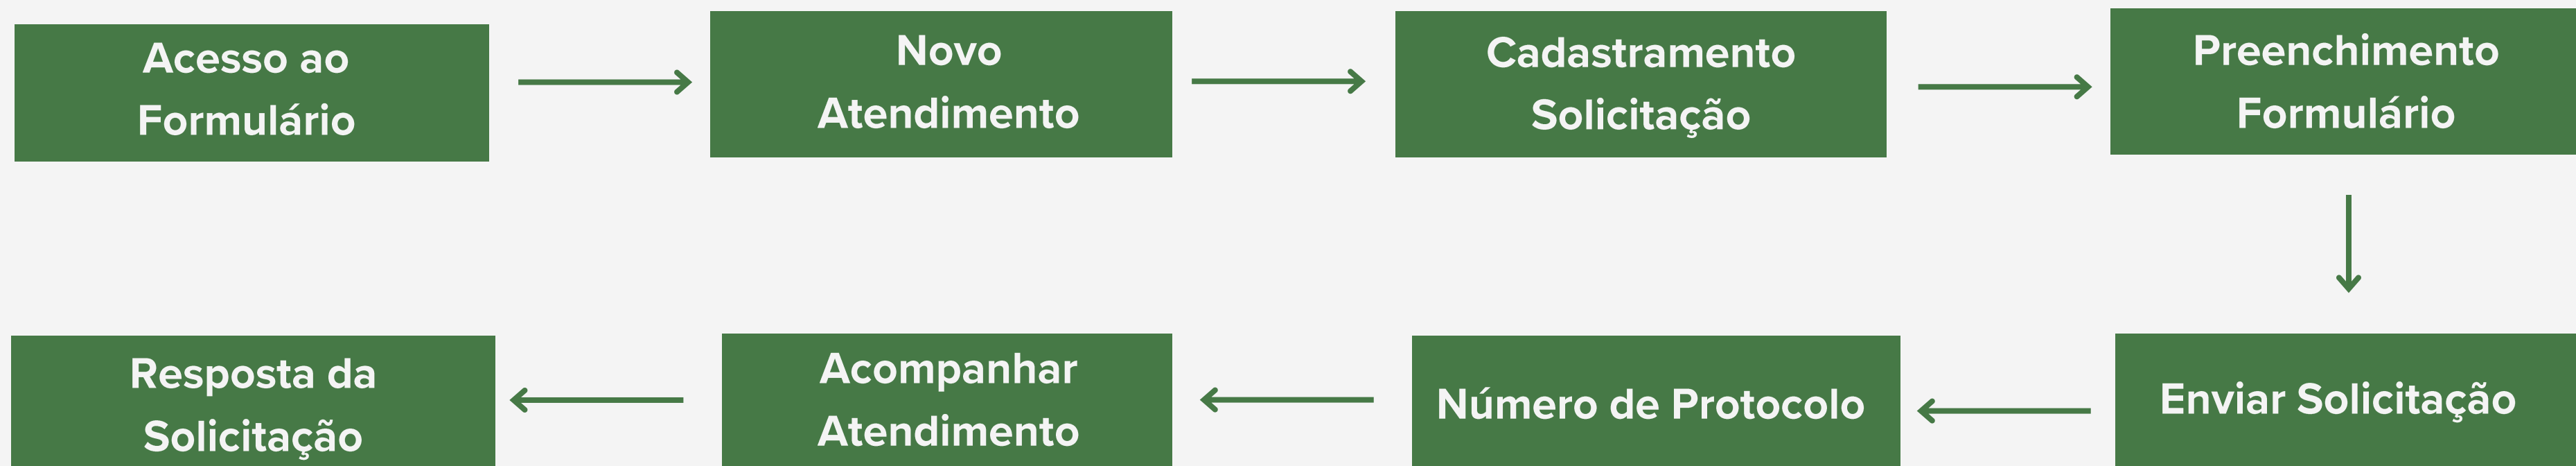 Acesso ao
Formulário
Novo
Atendimento
Cadastramento
Solicitação
Preenchimento
Formulário
Enviar Solicitação
Número de Protocolo
Acompanhar
Atendimento
Resposta da
Solicitação